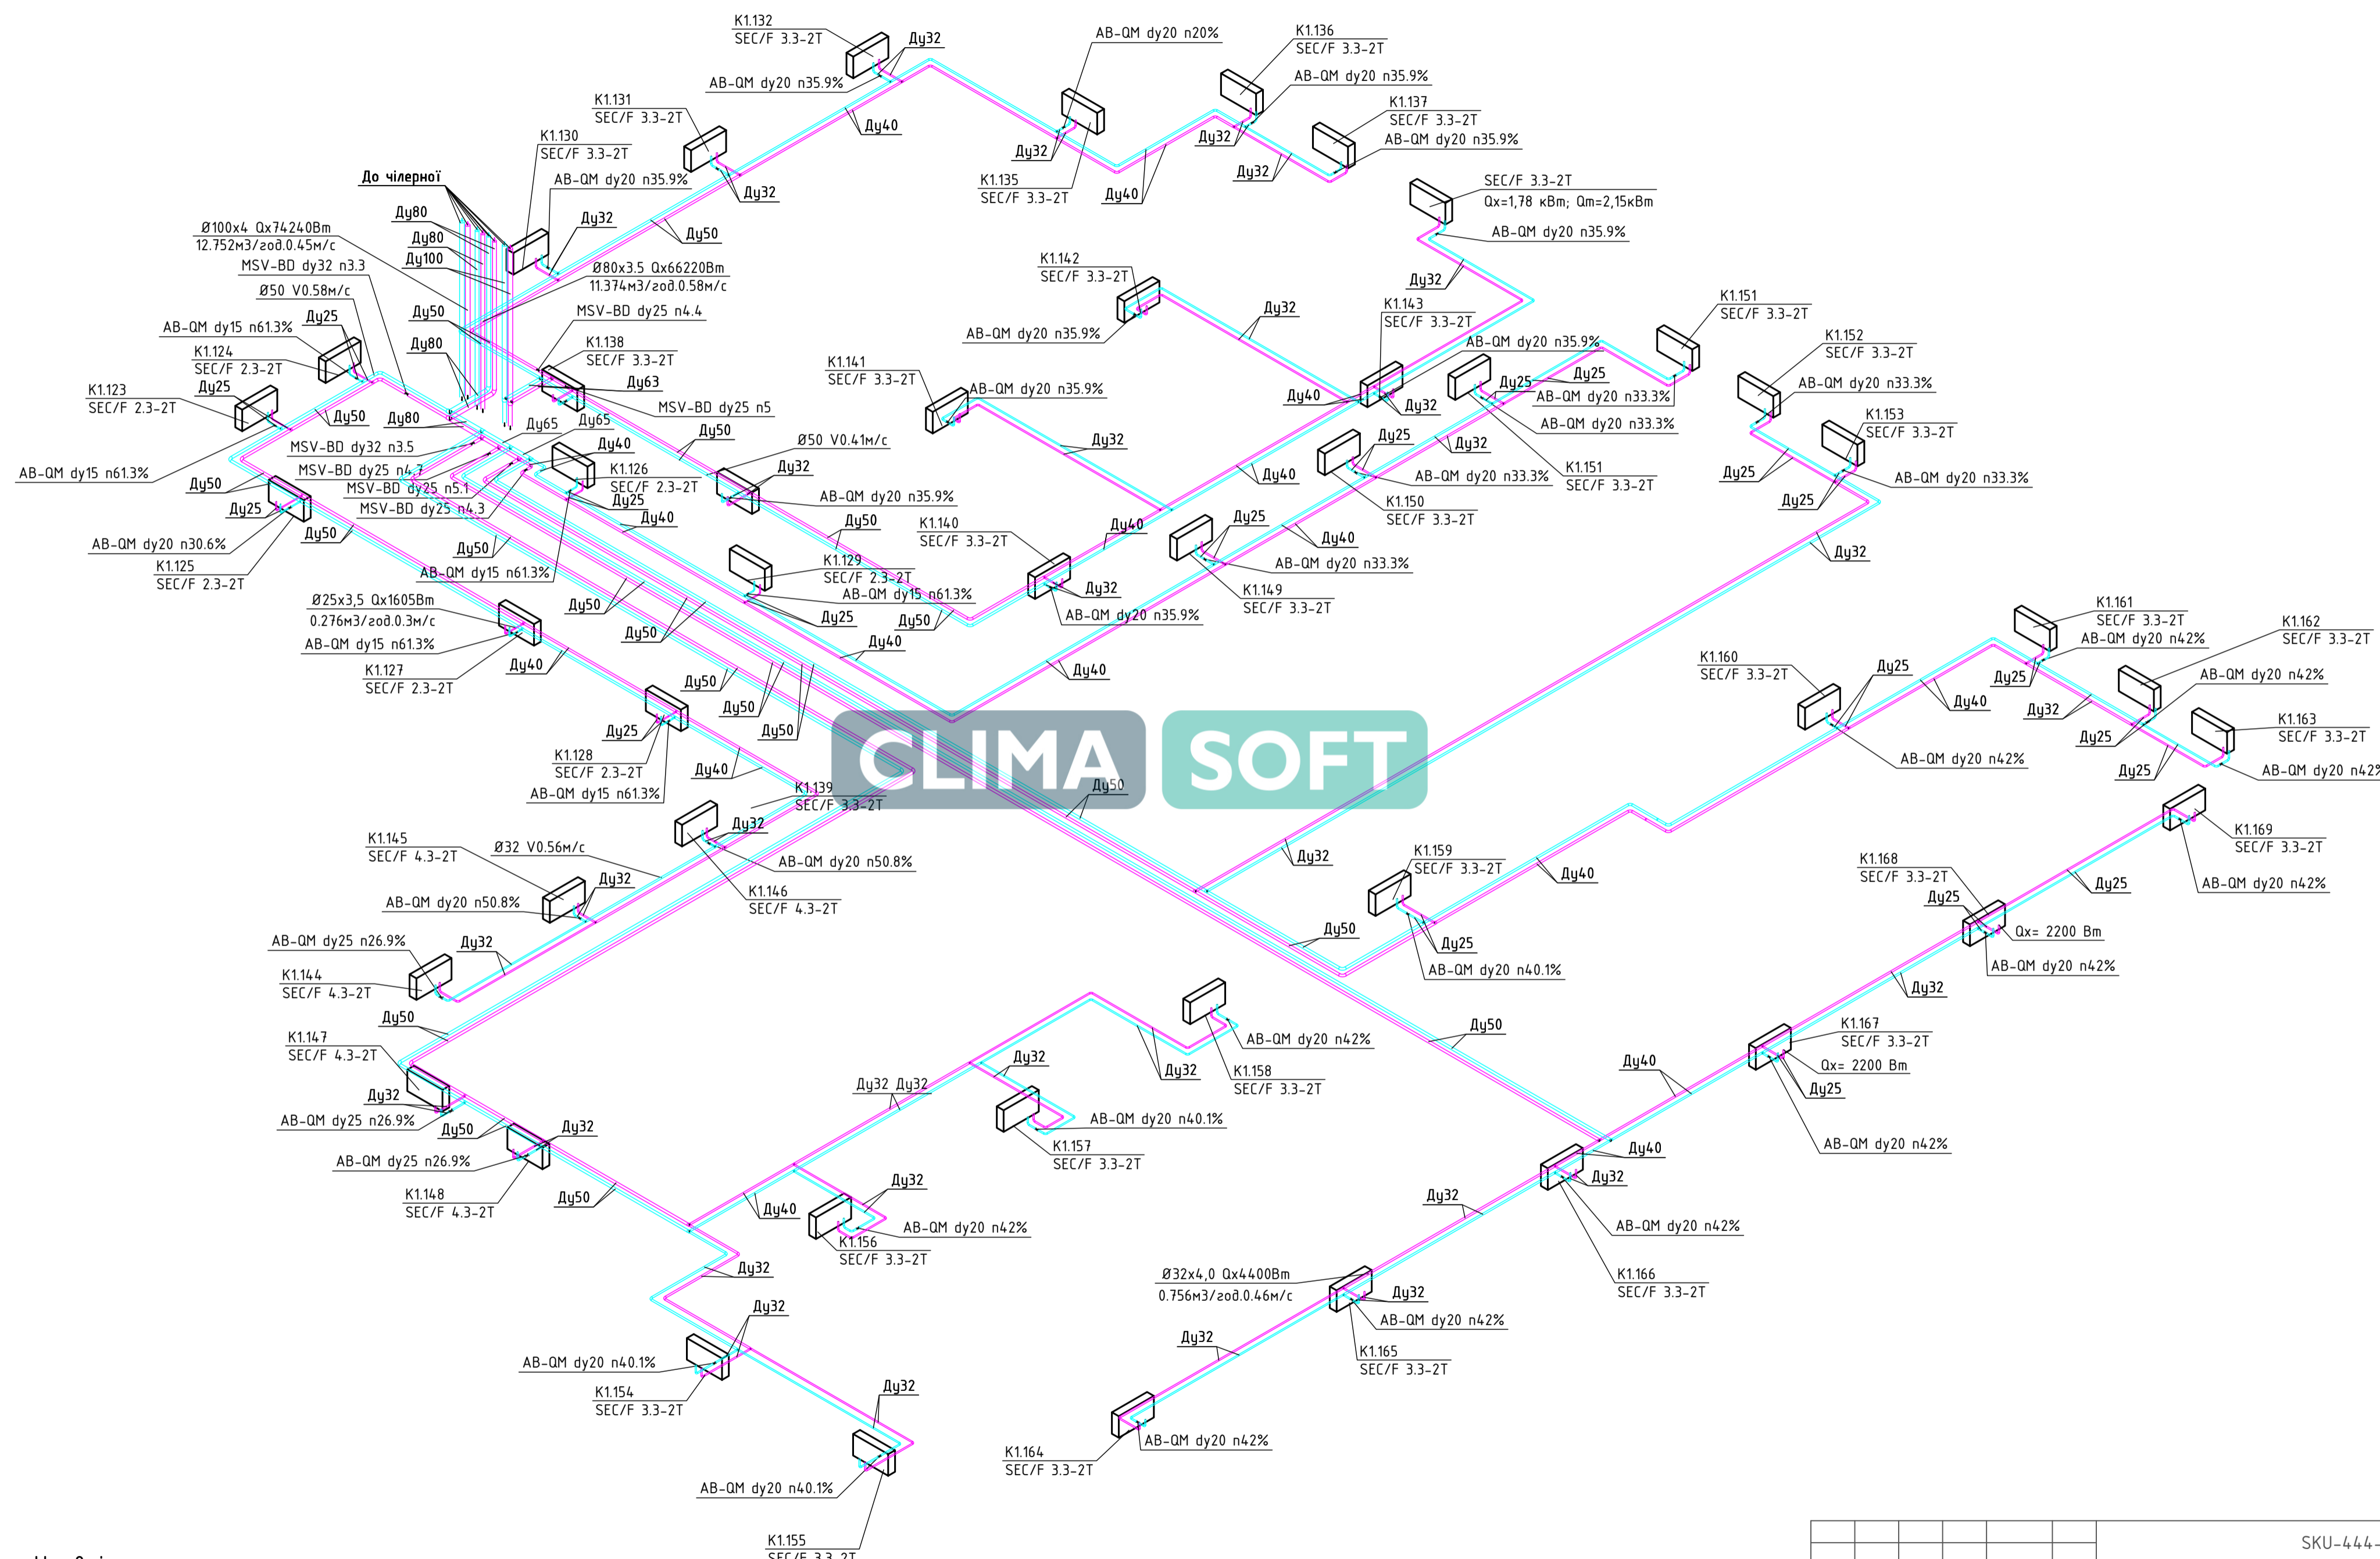 K1.132
SEC/F 3.3-2T
Ду32
AB-QM dy20 n35.9%
AB-QM dy20 n20%
K1.136
SEC/F 3.3-2T
AB-QM dy20 n35.9%
K1.137
SEC/F 3.3-2T
AB-QM dy20 n35.9%
K1.131
SEC/F 3.3-2T
K1.130
SEC/F 3.3-2T
AB-QM dy20 n35.9%
Ду40
Ду32
Ду32
Ду32
Ду32
K1.135
SEC/F 3.3-2T
Ду40
До чілерної
Ду80
Ду32
Ду50
SEC/F 3.3-2T
Qx=1,78 кВт; Qт=2,15кВт
AB-QM dy20 n35.9%
Ø100x4 Qx74240Вт
12.752м3/год.0.45м/с
Ду80
Ду100
MSV-BD dy32 n3.3
Ø80x3.5 Qx66220Вт
11.374м3/год.0.58м/с
Ø50 V0.58м/с
Ду50
MSV-BD dy25 n4.4
K1.142
SEC/F 3.3-2T
Ду32
Ду32
K1.143
SEC/F 3.3-2T
AB-QM dy20 n35.9%
K1.151
SEC/F 3.3-2T
AB-QM dy15 n61.3%
Ду25
K1.124
SEC/F 2.3-2T
Ду80
K1.138
SEC/F 3.3-2T
AB-QM dy20 n35.9%
K1.152
SEC/F 3.3-2T
K1.123
SEC/F 2.3-2T
Ду25
Ду63
K1.141
SEC/F 3.3-2T
AB-QM dy20 n35.9%
Ду40
Ду32
Ду25
Ду25
AB-QM dy20 n33.3%
AB-QM dy20 n33.3%
Ду50
Ду80
MSV-BD dy25 n5
Ду65
Ду65
Ду50
Ø50 V0.41м/с
Ду32
Ду25
Ду32
AB-QM dy20 n33.3%
K1.153
SEC/F 3.3-2T
MSV-BD dy32 n3.5
Ду40
AB-QM dy15 n61.3%
MSV-BD dy25 n4.7
K1.126
SEC/F 2.3-2T
Ду32
Ду40
AB-QM dy20 n33.3%
K1.151
SEC/F 3.3-2T
Ду25
AB-QM dy20 n33.3%
Ду50
MSV-BD dy25 n5.1
Ду25
AB-QM dy20 n35.9%
Ду25
MSV-BD dy25 n4.3
Ду25
Ду40
Ду50
K1.140
SEC/F 3.3-2T
Ду40
Ду25
K1.150
SEC/F 3.3-2T
Ду50
AB-QM dy20 n30.6%
K1.125
SEC/F 2.3-2T
Ду50
AB-QM dy15 n61.3%
K1.129
SEC/F 2.3-2T
AB-QM dy15 n61.3%
Ду40
AB-QM dy20 n33.3%
Ду32
Ду32
K1.149
SEC/F 3.3-2T
Ø25x3,5 Qx1605Вт
0.276м3/год.0.3м/с
Ду50
Ду25
Ду50
AB-QM dy20 n35.9%
K1.161
SEC/F 3.3-2T
K1.162
SEC/F 3.3-2T
AB-QM dy15 n61.3%
Ду50
Ду40
AB-QM dy20 n42%
K1.127
SEC/F 2.3-2T
Ду40
Ду50
Ду40
K1.160
SEC/F 3.3-2T
Ду25
Ду25
AB-QM dy20 n42%
Ду50
Ду40
Ду32
K1.163
SEC/F 3.3-2T
Ду25
Ду50
CLIMA SOFT
Ду25
K1.128
SEC/F 2.3-2T
Ду40
AB-QM dy20 n42%
Ду25
AB-QM dy20 n42%
AB-QM dy15 n61.3%
K1.139
SEC/F 3.3-2T
Ду50
K1.145
SEC/F 4.3-2T
Ø32 V0.56м/с
Ду32
AB-QM dy20 n50.8%
Ду32
K1.159
SEC/F 3.3-2T
K1.169
SEC/F 3.3-2T
Ду40
K1.168
SEC/F 3.3-2T
Ду32
AB-QM dy20 n50.8%
K1.146
SEC/F 4.3-2T
Ду25
Ду25
AB-QM dy20 n42%
AB-QM dy25 n26.9%
Ду32
Ду50
Ду25
Qx= 2200 Вт
K1.144
SEC/F 4.3-2T
AB-QM dy20 n40.1%
AB-QM dy20 n42%
Ду50
Ду32
K1.147
SEC/F 4.3-2T
Ду50
K1.167
SEC/F 3.3-2T
AB-QM dy20 n42%
Ду32
Ду32
K1.158
SEC/F 3.3-2T
Ду40
Qx= 2200 Вт
Ду32 Ду32
Ду25
Ду32
AB-QM dy25 n26.9%
Ду50
Ду32
AB-QM dy20 n40.1%
AB-QM dy20 n42%
AB-QM dy25 n26.9%
K1.157
SEC/F 3.3-2T
Ду40
K1.148
SEC/F 4.3-2T
Ду50
Ду40
Ду32
Ду32
Ду32
AB-QM dy20 n42%
AB-QM dy20 n42%
K1.156
SEC/F 3.3-2T
Ду32
Ø32x4,0 Qx4400Вт
0.756м3/год.0.46м/с
Ду32
K1.166
SEC/F 3.3-2T
Ду32
AB-QM dy20 n42%
Ду32
AB-QM dy20 n40.1%
K1.165
SEC/F 3.3-2T
K1.154
SEC/F 3.3-2T
Ду32
AB-QM dy20 n42%
K1.164
SEC/F 3.3-2T
AB-QM dy20 n40.1%
K1.155
SEC/F 3.3-2T
SKU-444-